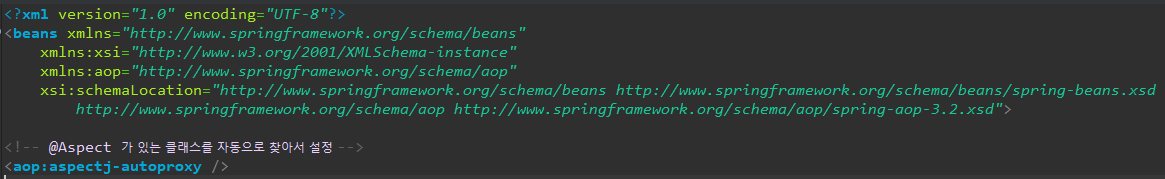 <?xml version="1.0" encoding="UTF-8"?>
<beans xmlns="http://www.springframework.org/schema/beans"
xmlns:xsi="http://www.w3.org/2001/XMLSchema-instance"
xmlns:aop="http://www.springframework.org/schema/aop"
xsi:schemaLocation="http://www.springframework.org/schema/beans http://www.springframework.org/schema/beans/spring-beans.xsd
http://www.springframework.org/schema/aop http://www.springframework.org/schema/aop/spring-aop-3.2.xsd">
<!-- @Aspect 가 있는 클래스를 자동으로 찾아서 설정 -->
<aop:aspectj-autoproxy />